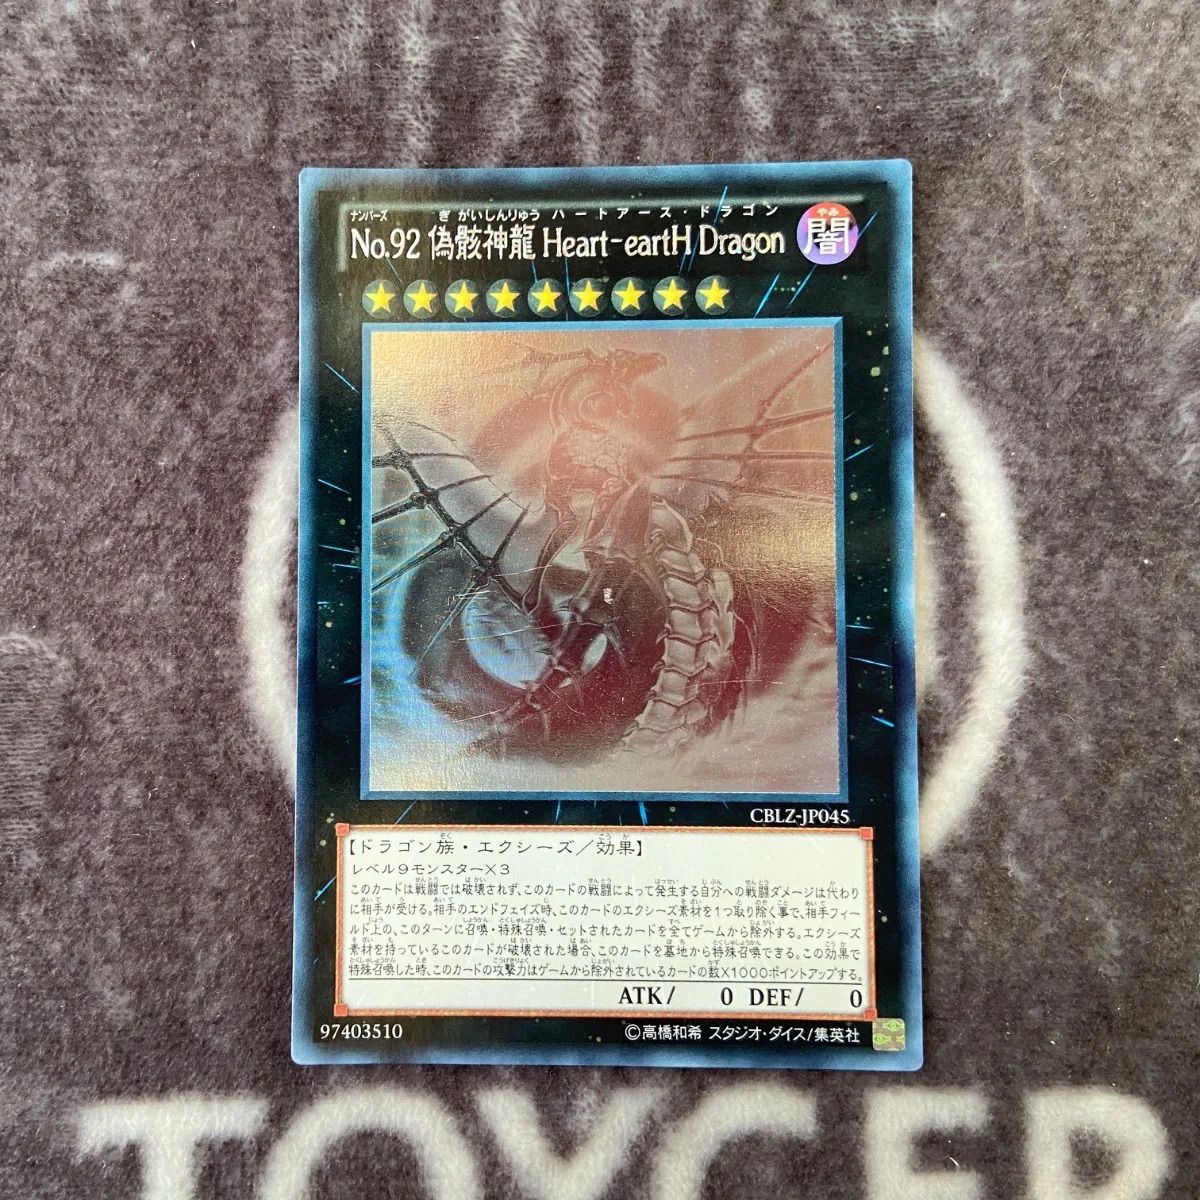 ナンバーズ ぎがいしんりゅう ハートアース・ドラゴン
No.92 偽骸神龍 Heart-eartH Dragon
やみ
闇
CBLZ-JP045
【ドラゴン族・エクシーズ/効果】
レベル9モンスター×3
このカードは戦闘では破壊されず、このカードの戦闘によって発生する自分への戦闘ダメージは代わり
に相手が受ける。相手のエンドフェイズ時、このカードのエクシーズ素材を1つ取り除く事で、相手フィー
ルド上の、このターンに召喚・特殊召喚・セットされたカードを全てゲームから除外する。エクシーズ
素材を持っているこのカードが破壊された場合、このカードを墓地から特殊召喚できる。この効果で
特殊召喚した時、このカードの攻撃力はゲームから除外されているカードの数×1000ポイントアップする。
ATK/ 0 DEF/ 0
97403510
©高橋和希 スタジオ・ダイス/集英社